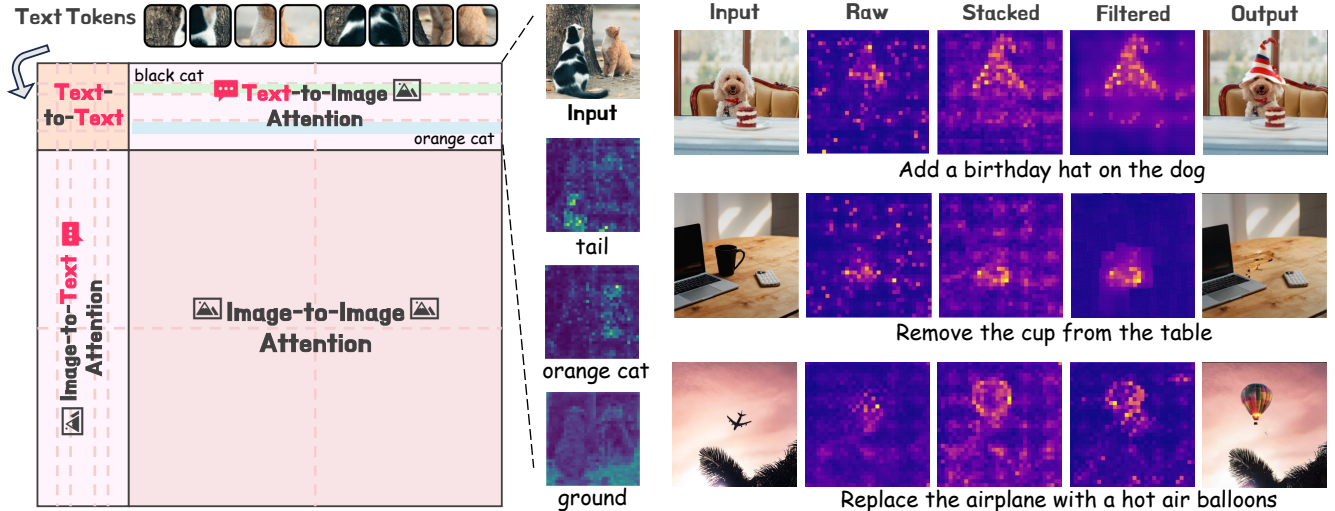 Text Tokens
black cat
Text-
to-Text
Text-to-Image
Attention
orange cat
Image-to-Text
Attention
Image-to-Image
Attention
Input
tail
orange cat
ground
Input Raw Stacked Filtered Output
Add a birthday hat on the dog
Remove the cup from the table
Replace the airplane with a hot air balloons